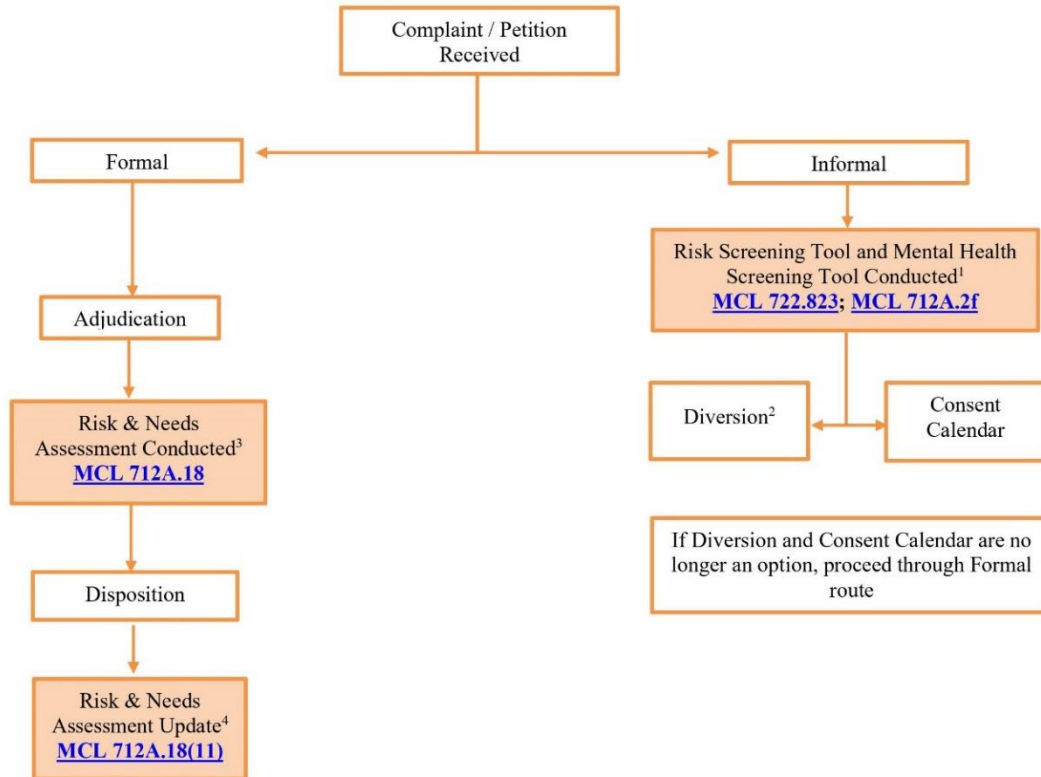 Complaint / Petition
Received
Formal
Informal
Risk Screening Tool and Mental Health
Screening Tool Conducted¹
MCL 722.823; MCL 712A.2f
Adjudication
Diversion²
Consent
Calendar
Risk & Needs
Assessment Conducted³
MCL 712A.18
If Diversion and Consent Calendar are no
longer an option, proceed through Formal
route
Disposition
Risk & Needs
Assessment Update⁴
MCL 712A.18(11)